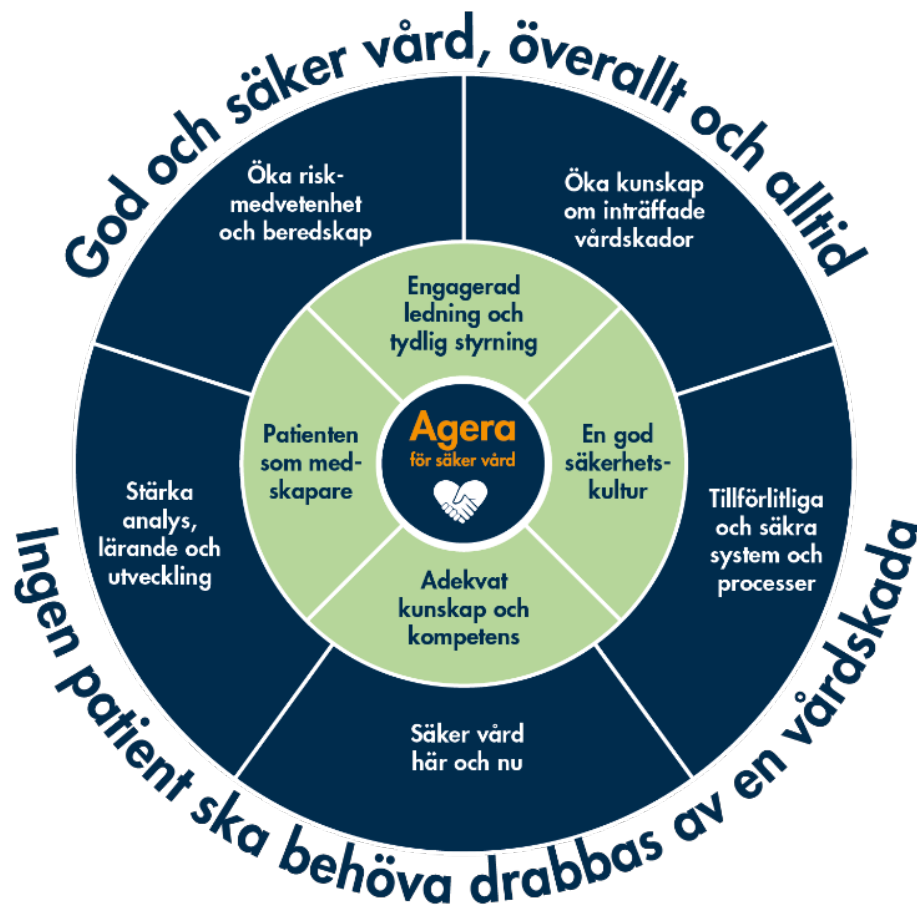 God och säker vård, överallt och alltid
Öka risk-
medvetenhet
och beredskap
Öka kunskap
om inträffade
vårdskador
Engagerad
ledning och
tydlig styrning
Patienten
som med-
skapare
Agera
för säker vård
En god
säkerhets-
kultur
Stärka
analys,
lärande och
utveckling
Tillförlitliga
och säkra
system och
processer
Adekvat
kunskap och
kompetens
Säker vård
här och nu
Ingen patient ska behöva drabbas av en vårdskada